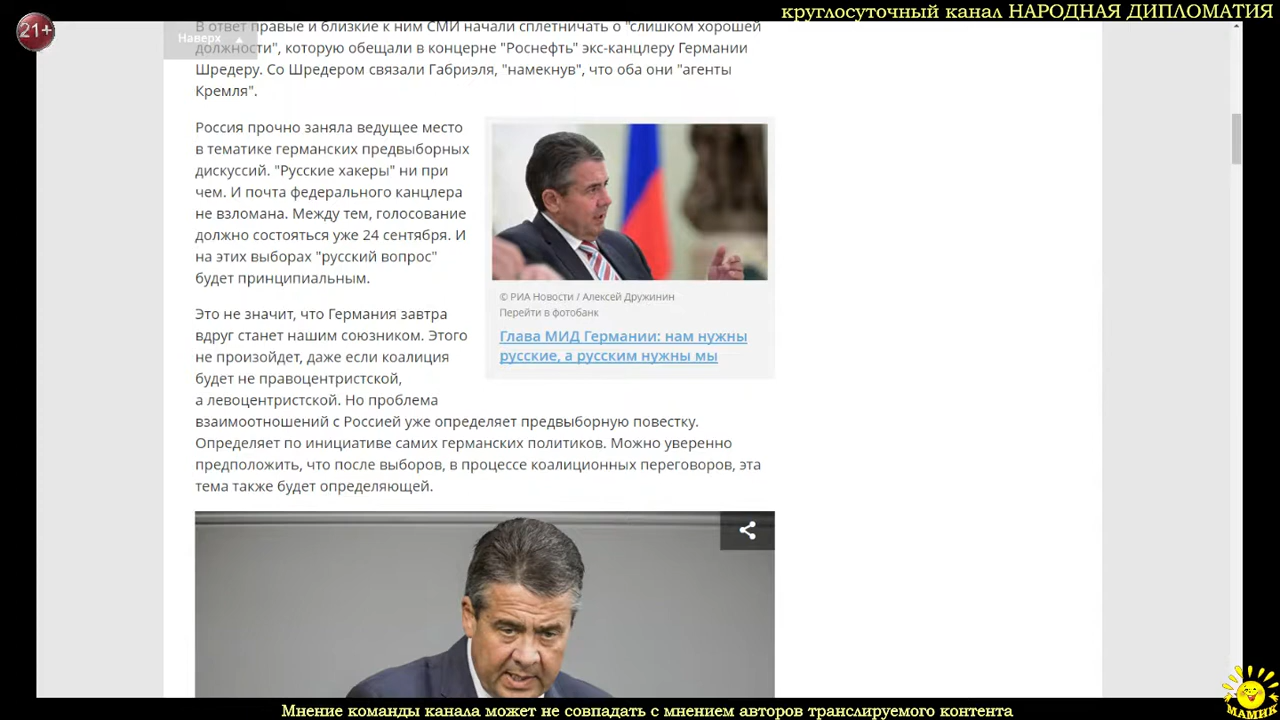 круглосуточный канал НАРОДНАЯ ДИПЛОМАТИЯ
21+
Наверх
В ответ правые и близкие к ним СМИ начали сплетничать о "слишком хорошей
должности", которую обещали в концерне "Роснефть" экс-канцлеру Германии
Шредеру. Со Шредером связали Габриэля, "намекнув", что оба они "агенты
Кремля".
Россия прочно заняла ведущее место
в тематике германских предвыборных
дискуссий. "Русские хакеры" ни при
чем. И почта федерального канцлера
не взломана. Между тем, голосование
должно состояться уже 24 сентября. И
на этих выборах "русский вопрос"
будет принципиальным.
© РИА Новости / Алексей Дружинин
Перейти в фотобанк
Глава МИД Германии: нам нужны
русские, а русским нужны мы
Это не значит, что Германия завтра
вдруг станет нашим союзником. Этого
не произойдет, даже если коалиция
будет не правоцентристской,
а левоцентристской. Но проблема
взаимоотношений с Россией уже определяет предвыборную повестку.
Определяет по инициативе самих германских политиков. Можно уверенно
предположить, что после выборов, в процессе коалиционных переговоров, эта
тема также будет определяющей.
МАМИК
Мнение команды канала может не совпадать с мнением авторов транслируемого контента